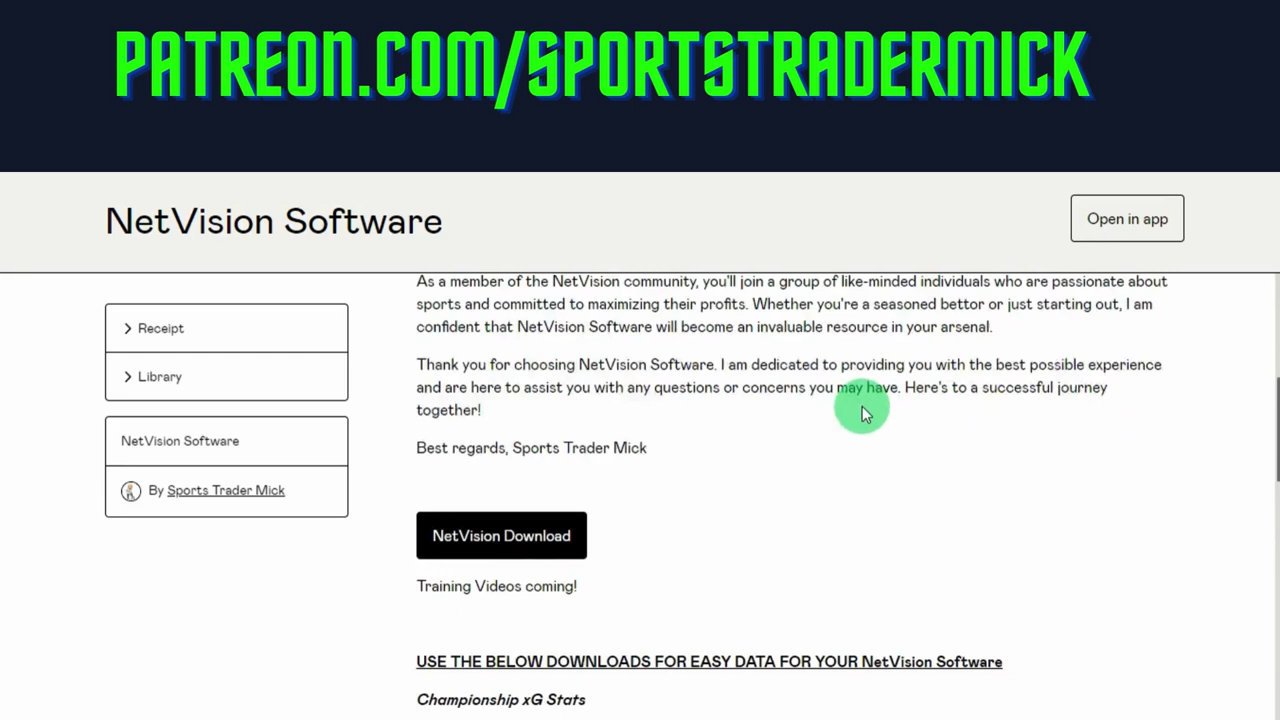 PATREON.COM/SPORTSTRADERMICK
NetVision Software
Open in app
As a member of the NetVision community, you'll join a group of like-minded individuals who are passionate about
sports and committed to maximizing their profits. Whether you're a seasoned bettor or just starting out, I am
confident that NetVision Software will become an invaluable resource in your arsenal.
Receipt
Library
Thank you for choosing NetVision Software. I am dedicated to providing you with the best possible experience
and are here to assist you with any questions or concerns you may have. Here's to a successful journey
together!
NetVision Software
Best regards, Sports Trader Mick
By Sports Trader Mick
NetVision Download
Training Videos coming!
USE THE BELOW DOWNLOADS FOR EASY DATA FOR YOUR NetVision Software
Championship xG Stats